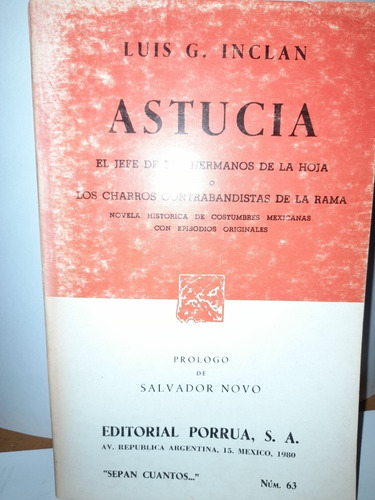 LUIS G. INCLAN
ASTUCIA
EL JEFE DE LOS HERMANOS DE LA HOJA
O
LOS CHARROS CONTRABANDISTAS DE LA RAMA
NOVELA HISTORICA DE COSTUMBRES MEXICANAS
CON EPISODIOS ORIGINALES
PROLOGO
DE
SALVADOR NOVO
EDITORIAL PORRUA, S. A.
AV. REPUBLICA ARGENTINA, 15. MEXICO, 1980
"SEPAN CUANTOS..."
NÚM. 63